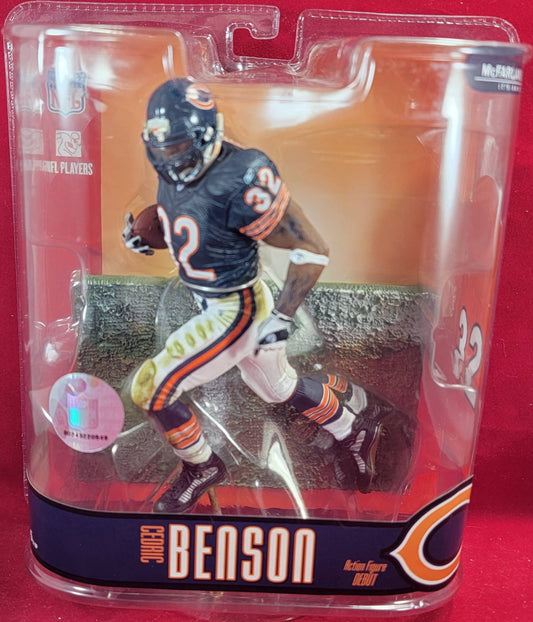 McFARLANE
NFL PLAYERS
32
32
32
CEDRIC
BENSON
Action Figure
DEBUT